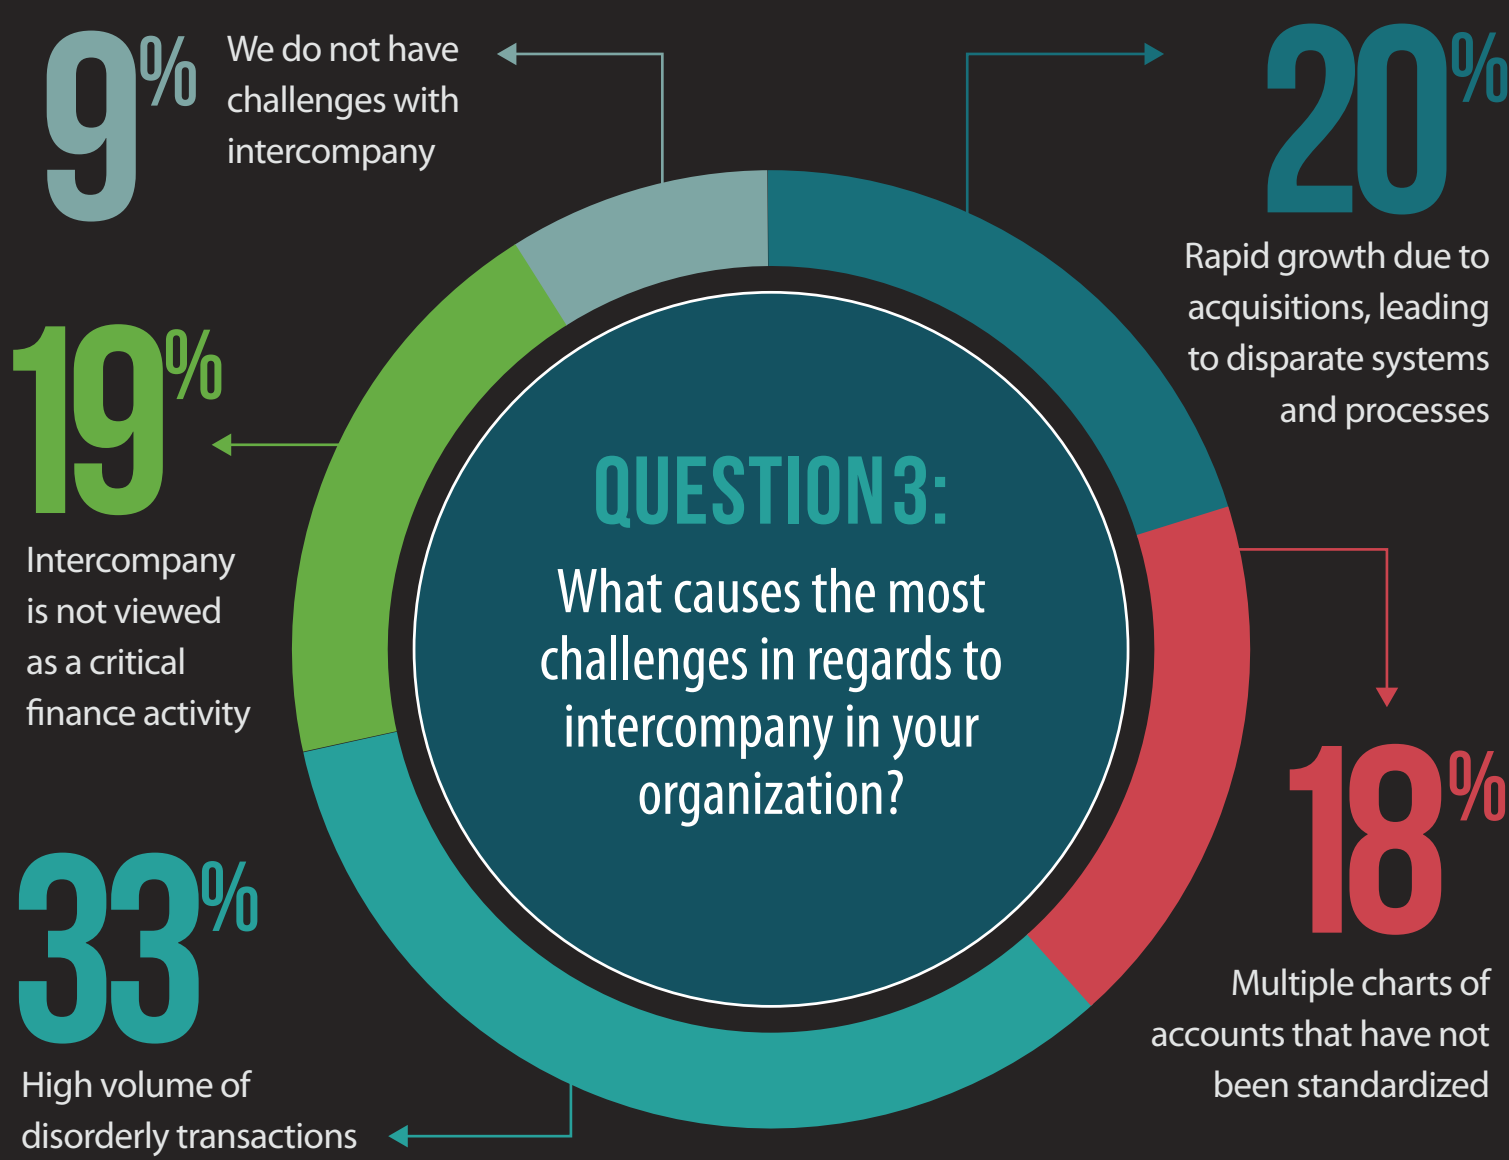 9%
We do not have
challenges with
intercompany
20%
Rapid growth due to
acquisitions, leading
to disparate systems
and processes
19%
Intercompany
is not viewed
as a critical
finance activity
QUESTION 3:
What causes the most
challenges in regards to
intercompany in your
organization?
18%
Multiple charts of
accounts that have not
been standardized
33%
High volume of
disorderly transactions